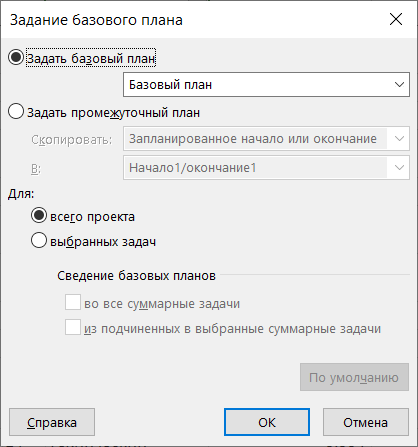 Задание базового плана
Задать базовый план
Базовый план
Задать промежуточный план
Скопировать: Запланированное начало или окончание
В: Начало1/окончание1
Для:
всего проекта
выбранных задач
Сведение базовых планов
во все суммарные задачи
из подчиненных в выбранные суммарные задачи
По умолчанию
Справка ОК Отмена